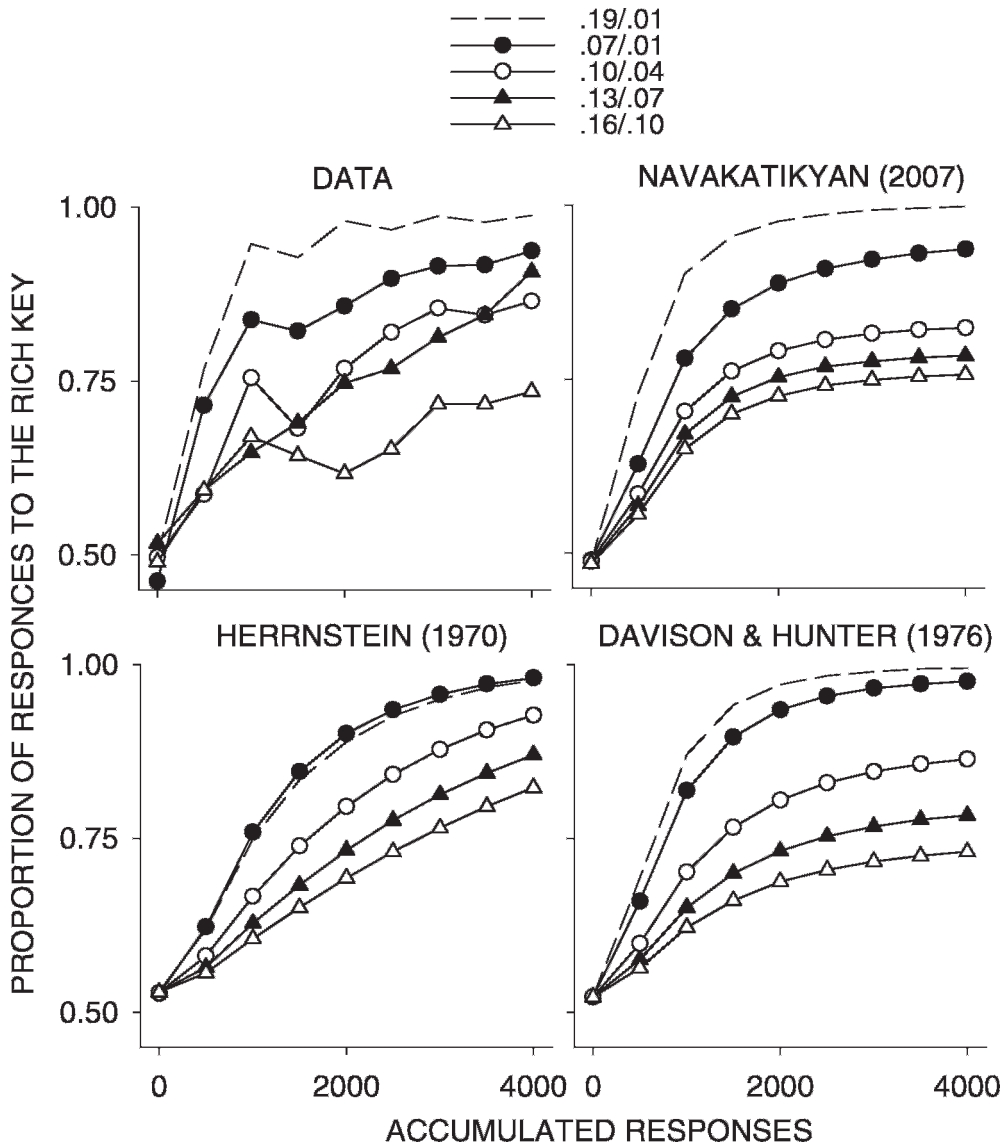 .19/.01
.07/.01
.10/.04
.13/.07
.16/.10
DATA
NAVAKATIKYAN (2007)
1.00
0.75
0.50
HERRNSTEIN (1970)
DAVISON & HUNTER (1976)
1.00
0.75
0.50
0
2000
4000
0
2000
4000
ACCUMULATED RESPONSES
PROPORTION OF RESPONCES TO THE RICH KEY